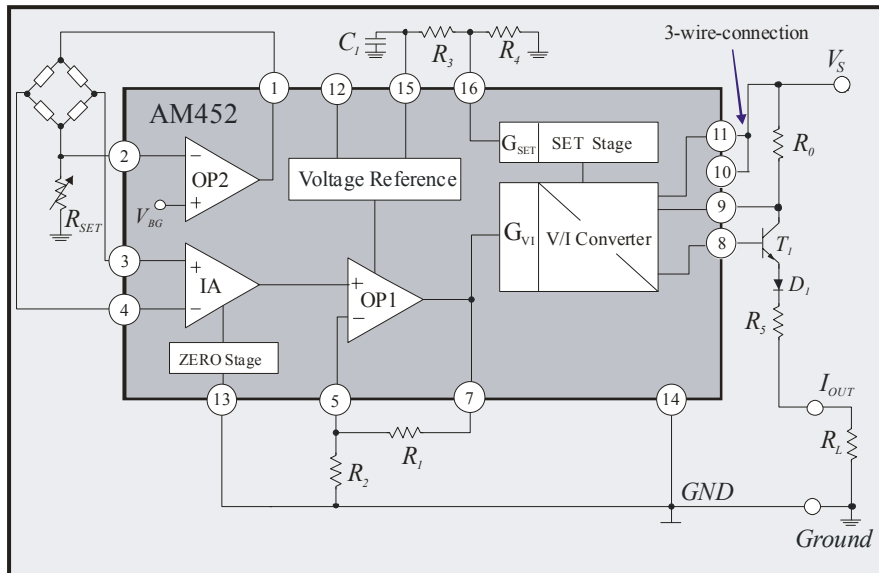 3-wire-connection
C1 R3 R4 VS
1 12 15 16
AM452
11 R0
GSET SET Stage
10
2 − OP2 + Voltage Reference
VBG
RSET
9
GVI V/I Converter
8 T1
3 + IA − + OP1 −
4
D1
R5
ZERO Stage
13 5 7 14
IOUT
R1
R2
RL
GND
Ground